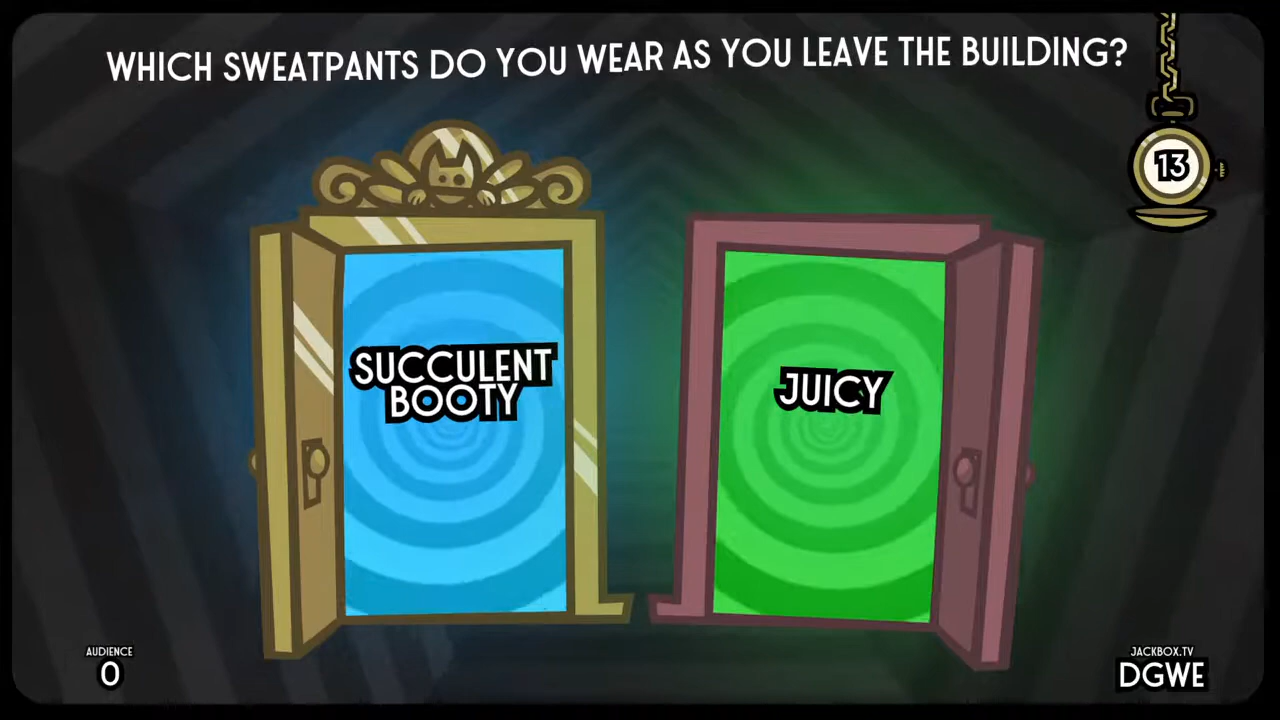 WHICH SWEATPANTS DO YOU WEAR AS YOU LEAVE THE BUILDING?
13
SUCCULENT
BOOTY
JUICY
AUDIENCE
0
JACKBOX.TV
DGWE